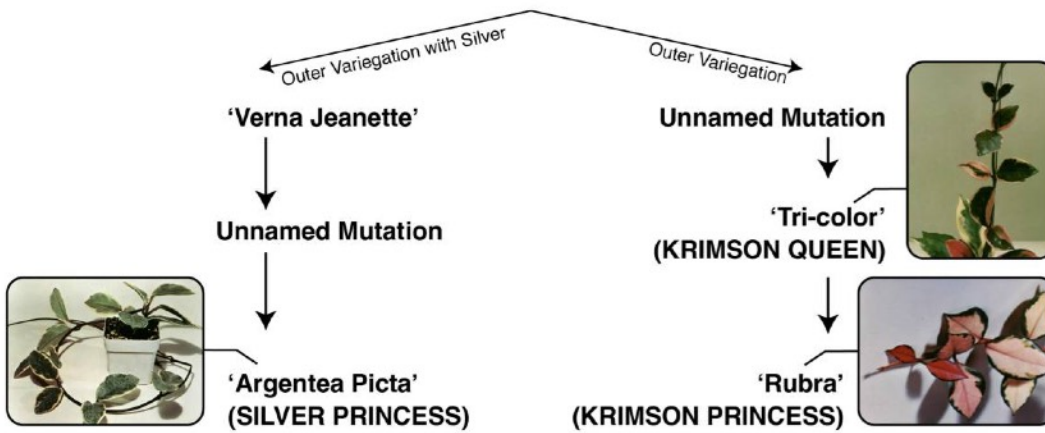 Outer Variegation with Silver
Outer Variegation
‘Verna Jeanette’
Unnamed Mutation
‘Argentea Picta’
(SILVER PRINCESS)
Unnamed Mutation
‘Tri-color’
(KRIMSON QUEEN)
‘Rubra’
(KRIMSON PRINCESS)